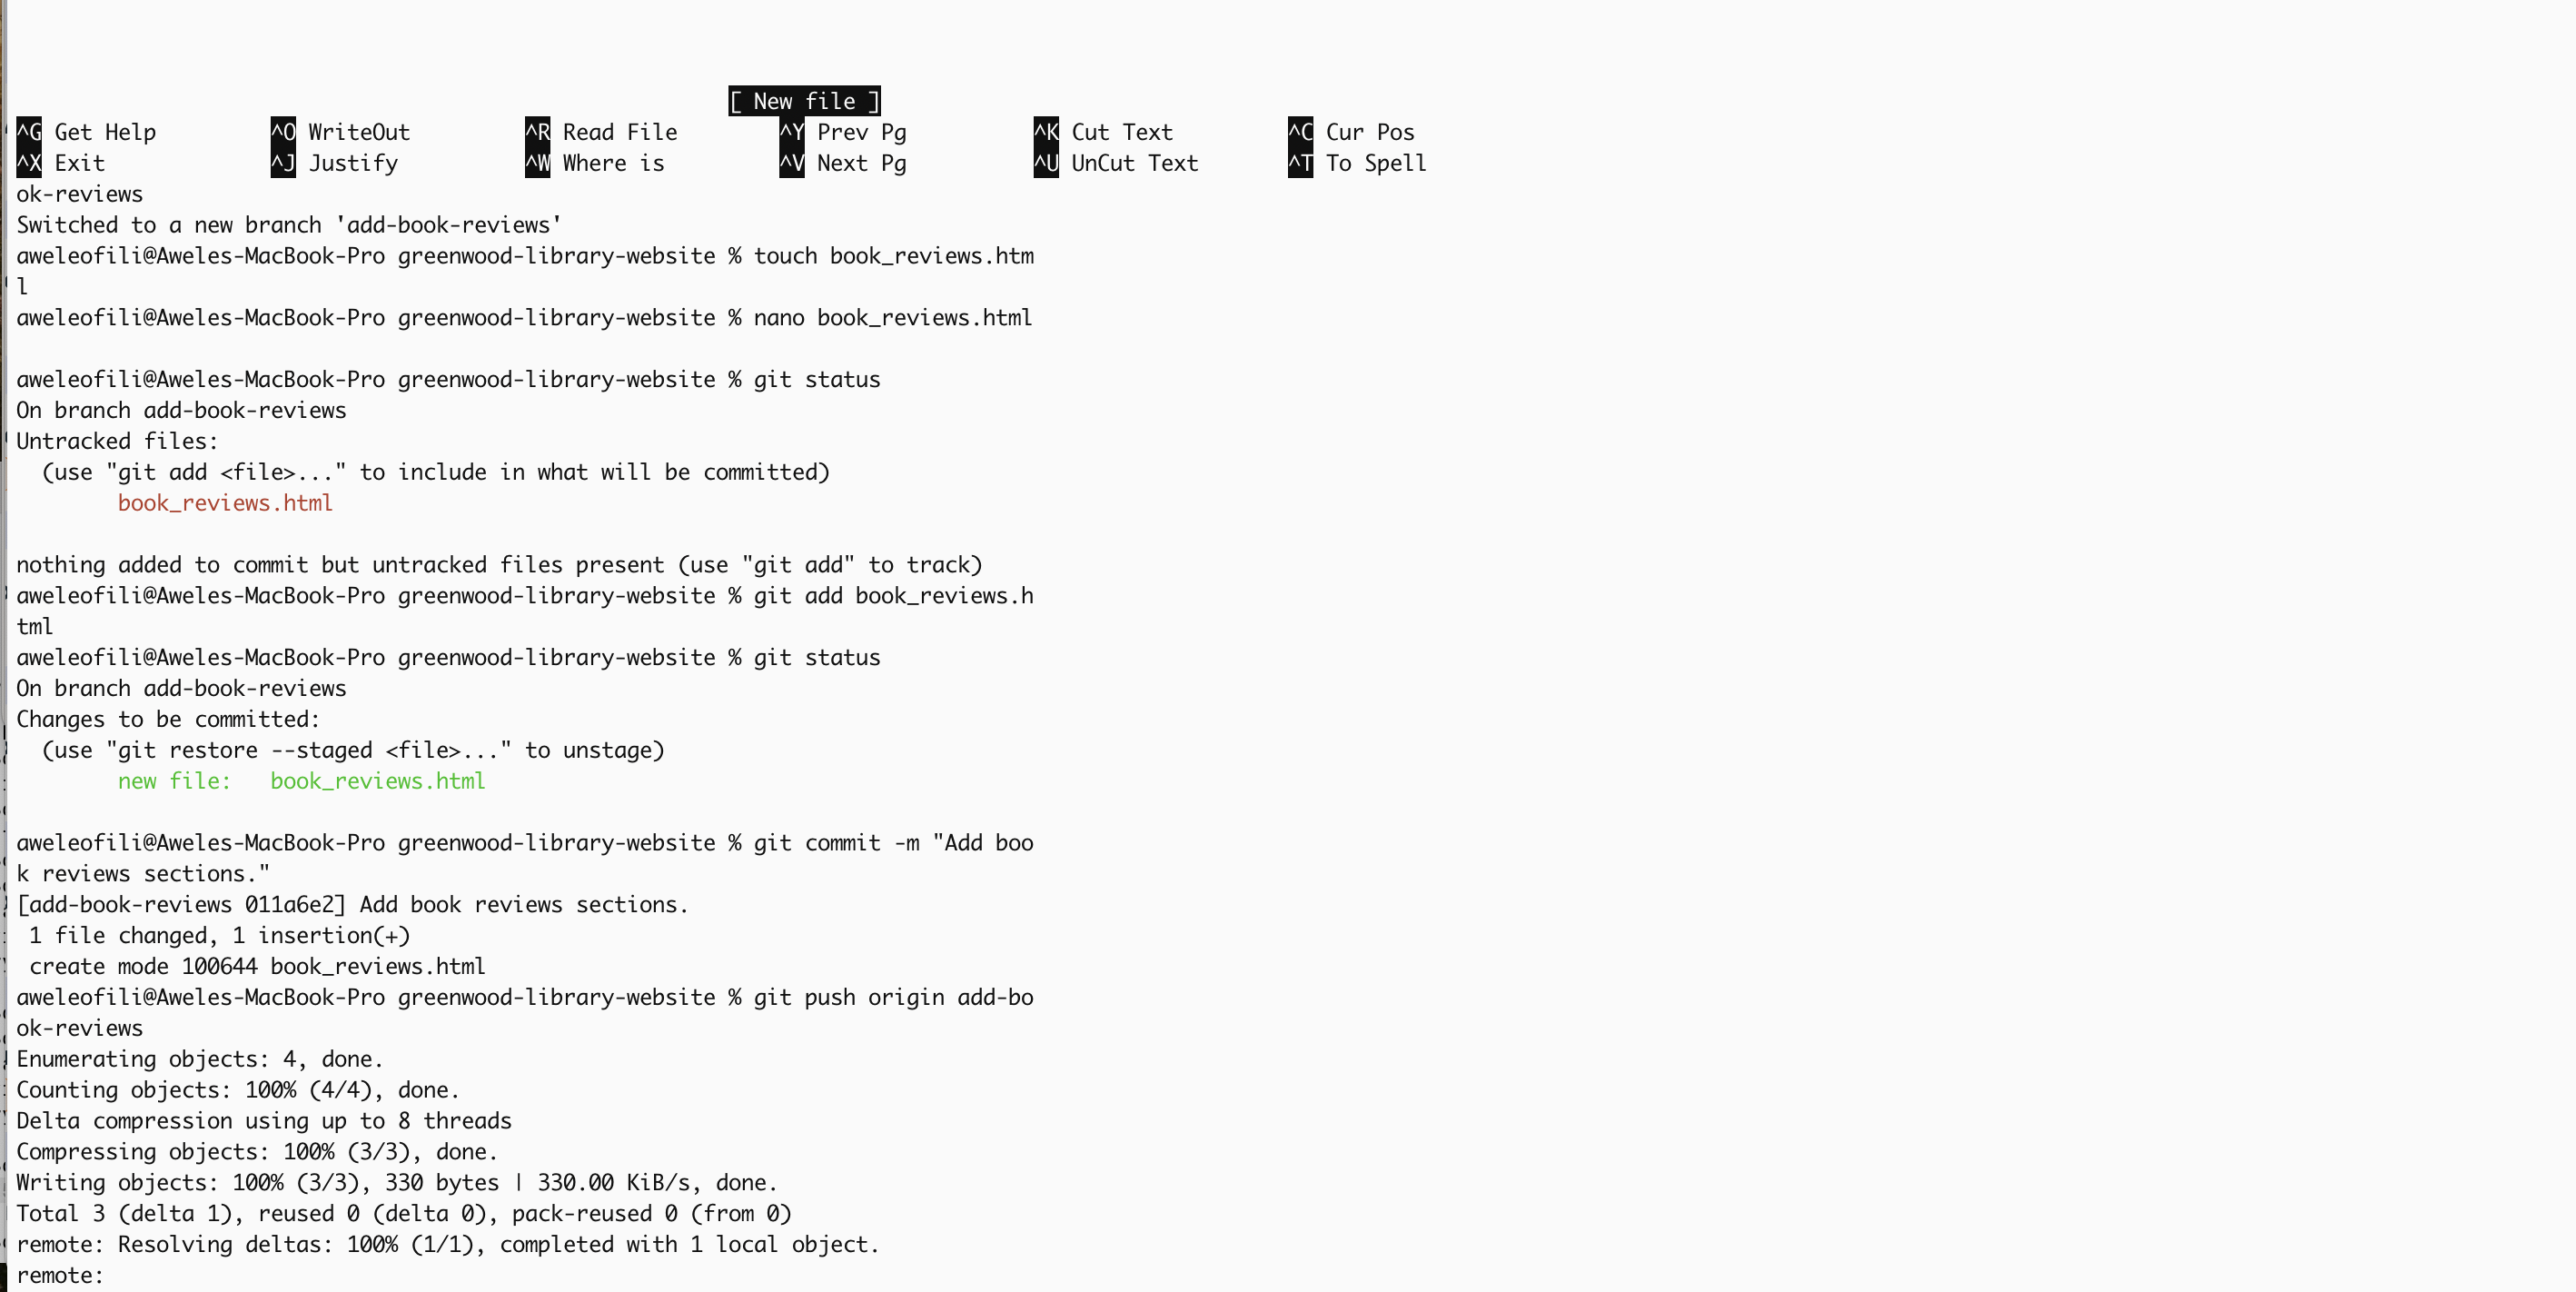 [ New file ]
^G Get Help ^O WriteOut ^R Read File ^Y Prev Pg ^K Cut Text ^C Cur Pos
^X Exit ^J Justify ^W Where is ^V Next Pg ^U UnCut Text ^T To Spell
ok-reviews
Switched to a new branch 'add-book-reviews'
aweleofili@Aweles-MacBook-Pro greenwood-library-website % touch book_reviews.htm
l
aweleofili@Aweles-MacBook-Pro greenwood-library-website % nano book_reviews.html
aweleofili@Aweles-MacBook-Pro greenwood-library-website % git status
On branch add-book-reviews
Untracked files:
(use "git add <file>..." to include in what will be committed)
book_reviews.html
nothing added to commit but untracked files present (use "git add" to track)
aweleofili@Aweles-MacBook-Pro greenwood-library-website % git add book_reviews.h
tml
aweleofili@Aweles-MacBook-Pro greenwood-library-website % git status
On branch add-book-reviews
Changes to be committed:
(use "git restore --staged <file>..." to unstage)
new file:   book_reviews.html
aweleofili@Aweles-MacBook-Pro greenwood-library-website % git commit -m "Add boo
k reviews sections."
[add-book-reviews 011a6e2] Add book reviews sections.
1 file changed, 1 insertion(+)
create mode 100644 book_reviews.html
aweleofili@Aweles-MacBook-Pro greenwood-library-website % git push origin add-bo
ok-reviews
Enumerating objects: 4, done.
Counting objects: 100% (4/4), done.
Delta compression using up to 8 threads
Compressing objects: 100% (3/3), done.
Writing objects: 100% (3/3), 330 bytes | 330.00 KiB/s, done.
Total 3 (delta 1), reused 0 (delta 0), pack-reused 0 (from 0)
remote: Resolving deltas: 100% (1/1), completed with 1 local object.
remote: